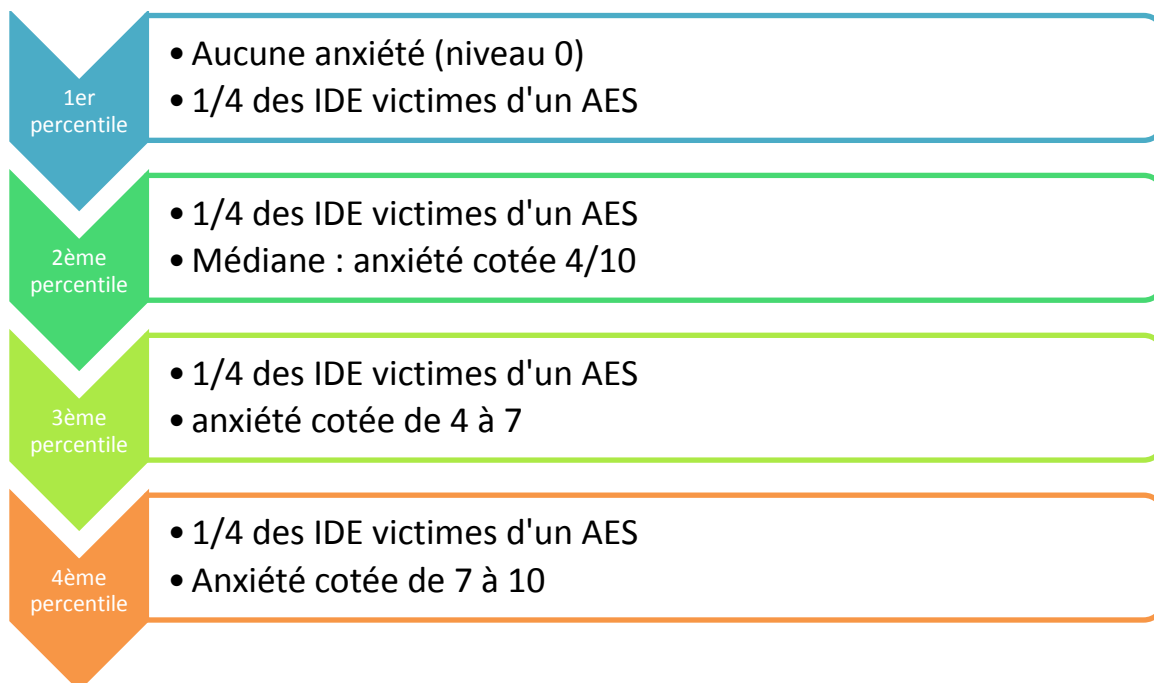 1er
percentile
• Aucune anxiété (niveau 0)
• 1/4 des IDE victimes d'un AES
2ème
percentile
• 1/4 des IDE victimes d'un AES
• Médiane : anxiété cotée 4/10
3ème
percentile
• 1/4 des IDE victimes d'un AES
• anxiété cotée de 4 à 7
4ème
percentile
• 1/4 des IDE victimes d'un AES
• Anxiété cotée de 7 à 10